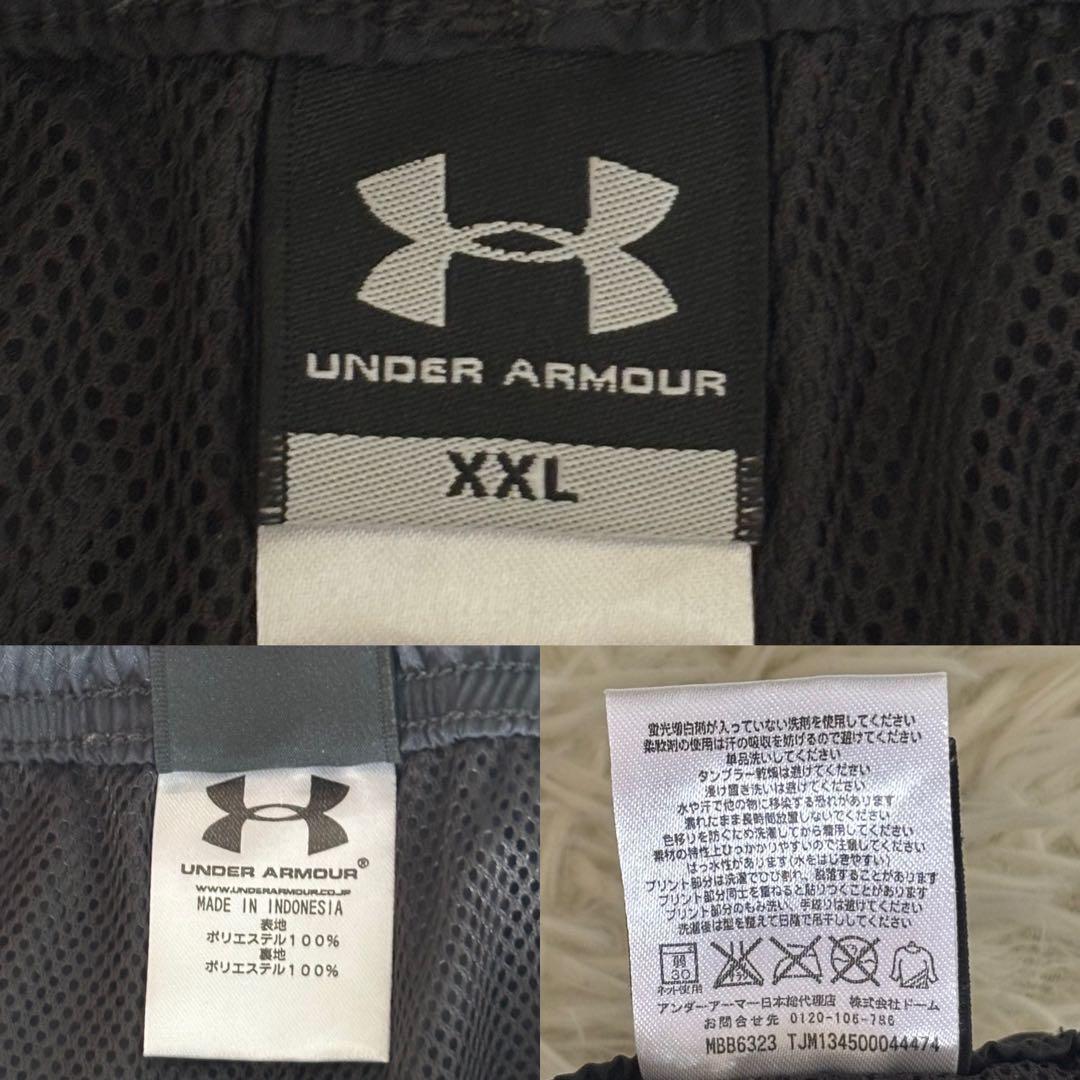 UNDER ARMOUR
XXL
UNDER ARMOUR®
WWW.UNDERARMOUR.CO.JP
MADE IN INDONESIA
表地
ポリエステル100%
裏地
ポリエステル100%
蛍光増白剤が入っていない洗剤を使用してください
柔軟剤の使用は汗の吸収を妨げるので避けてください
単品洗いしてください
タンブラー乾燥は避けてください
浸け置き洗いは避けてください
水や汗で他の物に移染する恐れがあります
濡れたまま長時間放置しないでください
色移りを防ぐため洗濯してから着用してください
素材の特性上ひっかかりやすいので注意してください
はっ水性があります(水をはじきやすい)
プリント部分は洗濯でひび割れ、脱落することがあります
プリント部分同士を重ねると貼りつくことがあります
プリント部分のもみ洗い、手絞りは避けてください
洗濯後は型を整えて日陰で吊干ししてください
弱
30
ネット使用
アンダーアーマー日本総代理店 株式会社ドーム
お問合せ先 0120-106-786
MBB6323 TJM134500044474